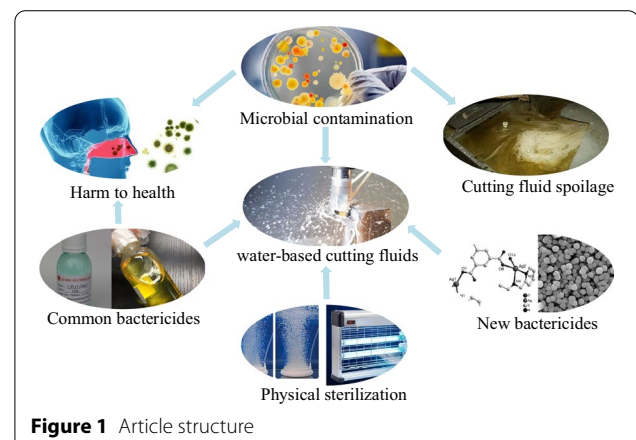 Microbial contamination
Harm to health
Cutting fluid spoilage
water-based cutting fluids
Common bactericides
New bactericides
Physical sterilization
Figure 1 Article structure